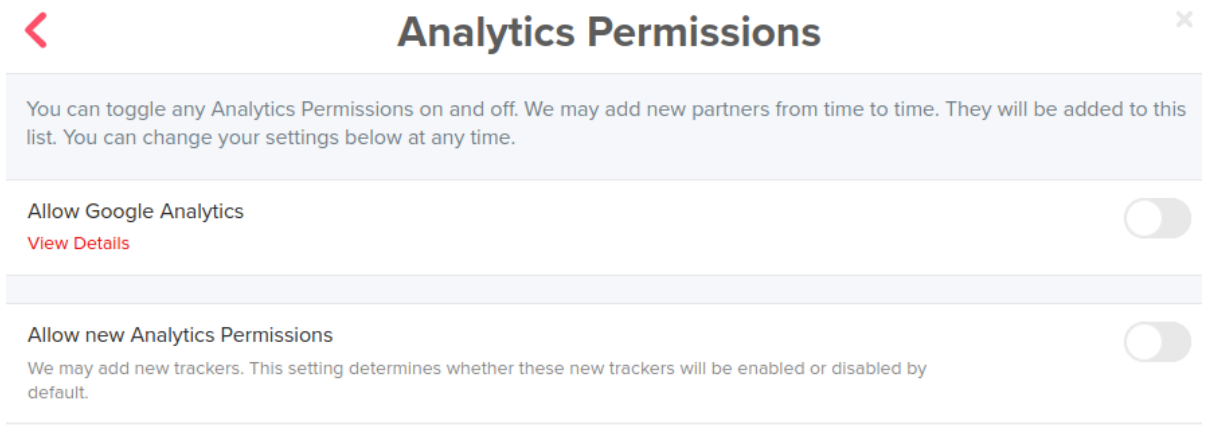 Analytics Permissions
You can toggle any Analytics Permissions on and off. We may add new partners from time to time. They will be added to this
list. You can change your settings below at any time.
Allow Google Analytics
View Details
Allow new Analytics Permissions
We may add new trackers. This setting determines whether these new trackers will be enabled or disabled by
default.